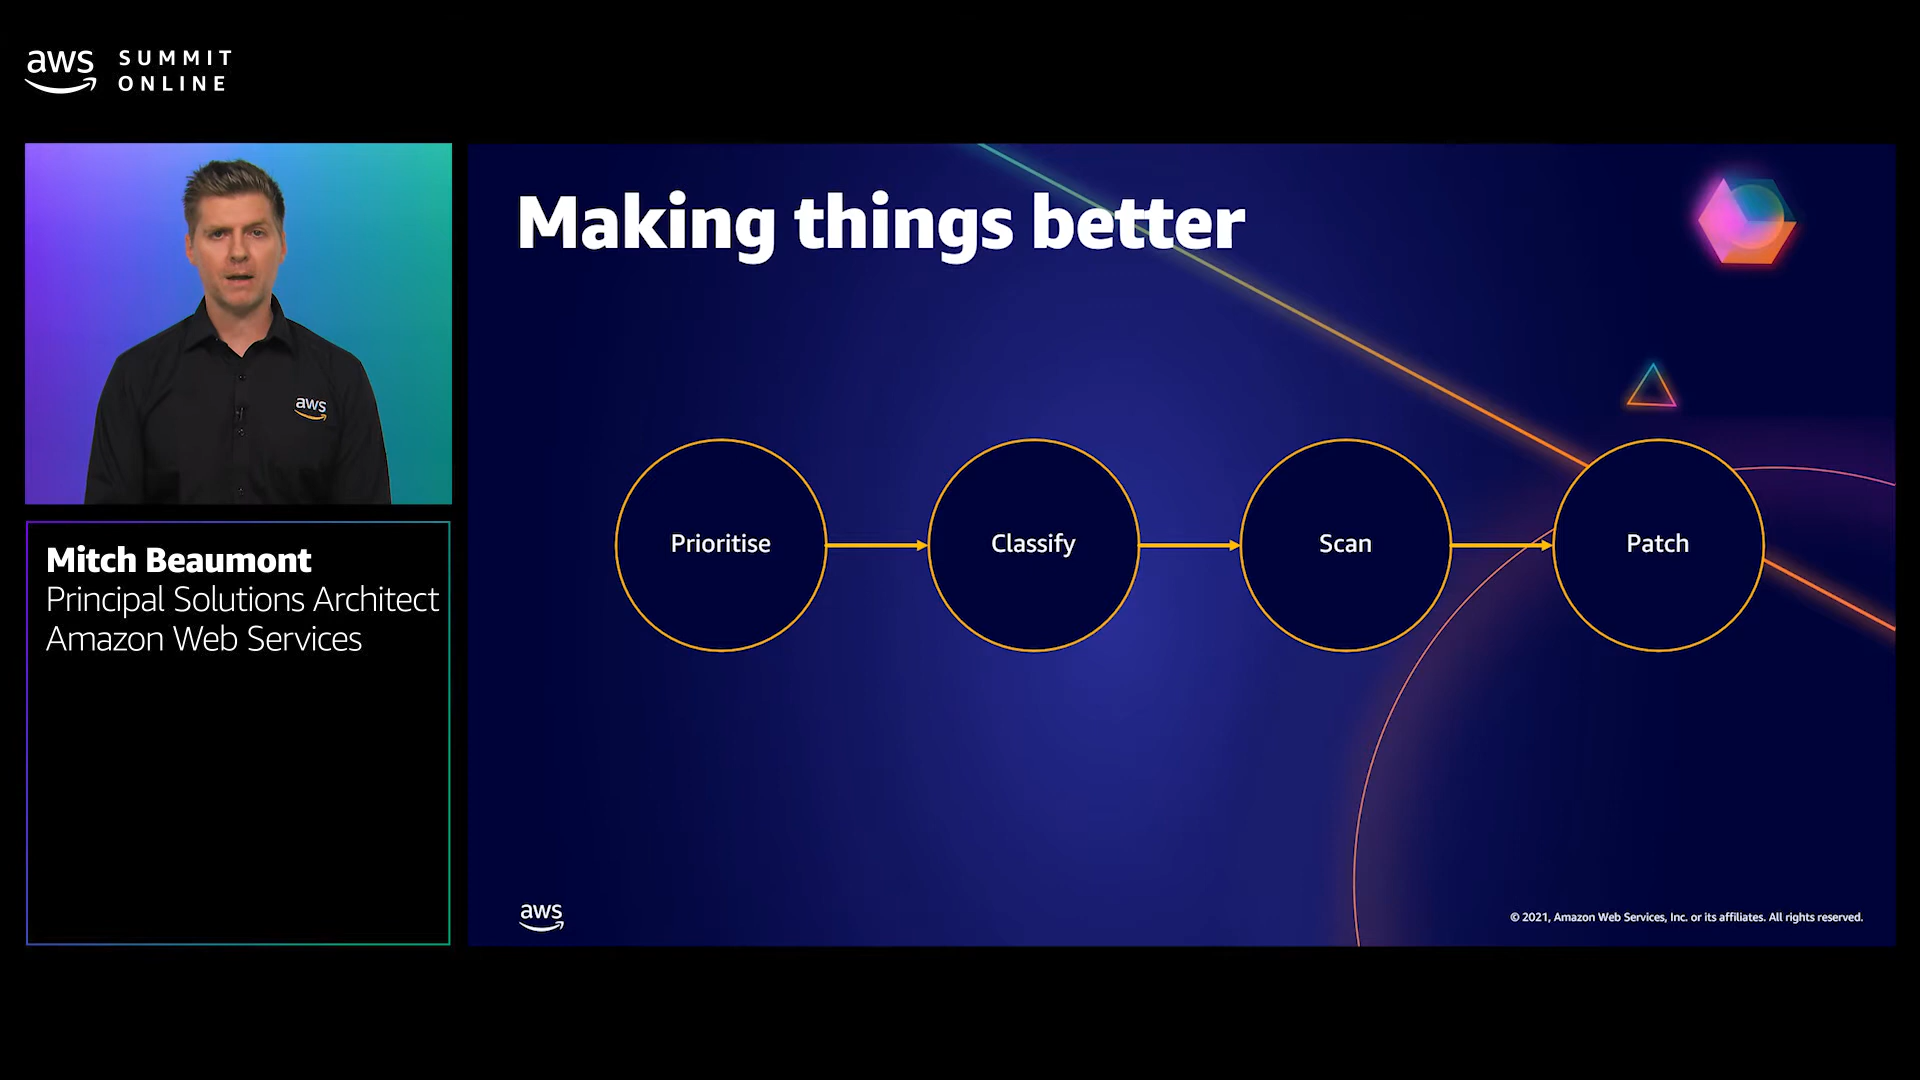 aws SUMMIT
ONLINE
aws
Mitch Beaumont
Principal Solutions Architect
Amazon Web Services
Making things better
Prioritise
Classify
Scan
Patch
aws
© 2021, Amazon Web Services, Inc. or its affiliates. All rights reserved.